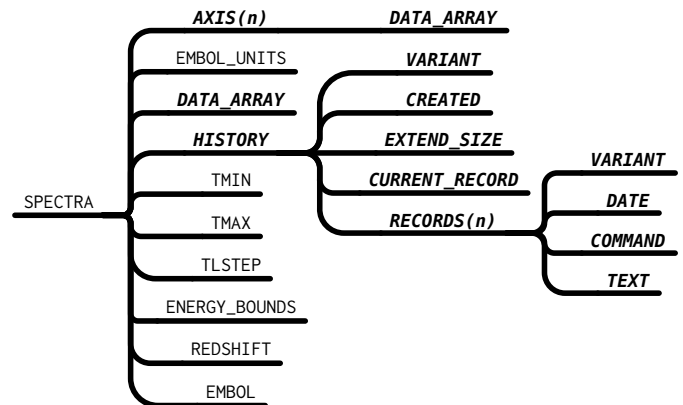 SPECTRA
AXIS(n)
DATA_ARRAY
EMBOL_UNITS
DATA_ARRAY
HISTORY
VARIANT
CREATED
EXTEND_SIZE
CURRENT_RECORD
RECORDS(n)
VARIANT
DATE
COMMAND
TEXT
TMIN
TMAX
TLSTEP
ENERGY_BOUNDS
REDSHIFT
EMBOL